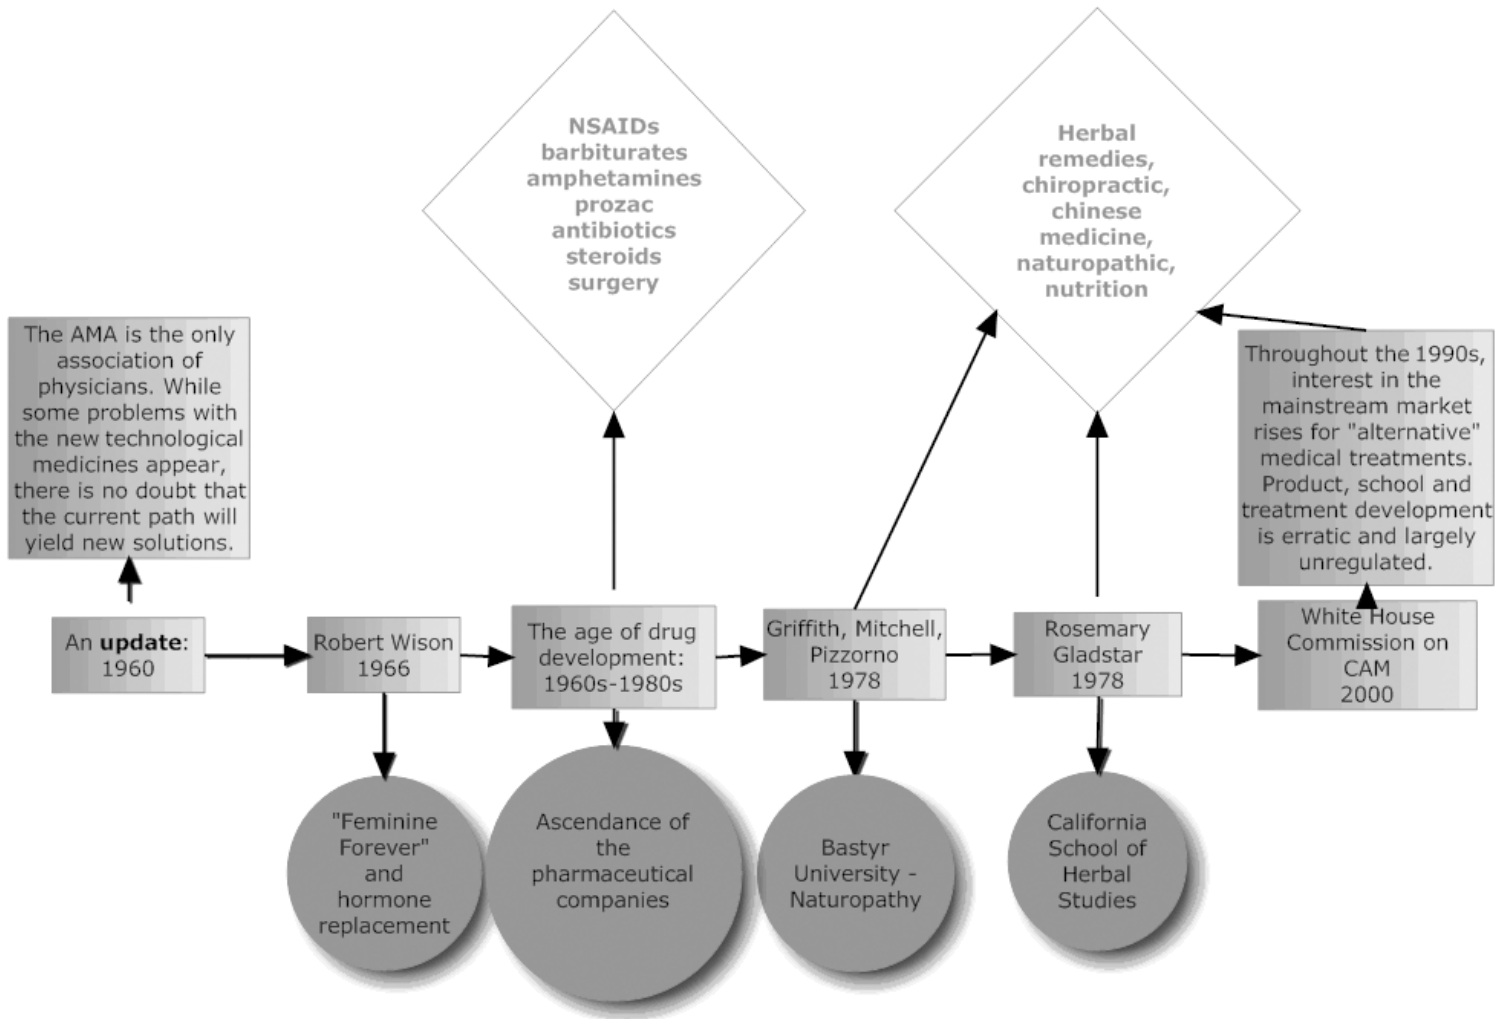 NSAIDs
barbiturates
amphetamines
prozac
antibiotics
steroids
surgery
Herbal
remedies,
chiropractic,
chinese
medicine,
naturopathic,
nutrition
The AMA is the only
association of
physicians. While
some problems with
the new technological
medicines appear,
there is no doubt that
the current path will
yield new solutions.
Throughout the 1990s,
interest in the
mainstream market
rises for "alternative"
medical treatments.
Product, school and
treatment development
is erratic and largely
unregulated.
An update:
1960
Robert Wison
1966
The age of drug
development:
1960s-1980s
Griffith, Mitchell,
Pizzorno
1978
Rosemary
Gladstar
1978
White House
Commission on
CAM
2000
"Feminine
Forever"
and
hormone
replacement
Ascendance of
the
pharmaceutical
companies
Bastyr
University -
Naturopathy
California
School of
Herbal
Studies